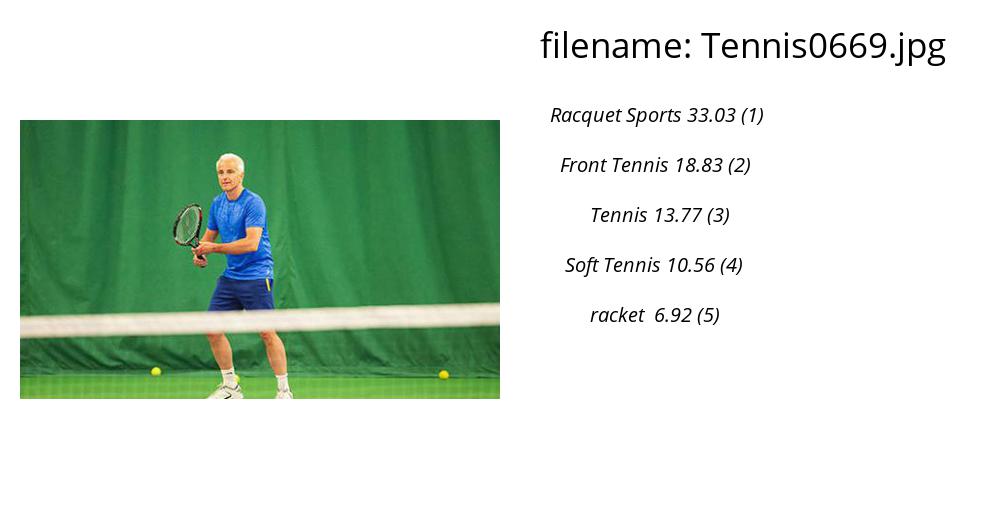 filename: Tennis0669.jpg
Racquet Sports 33.03 (1)
Front Tennis 18.83 (2)
Tennis 13.77 (3)
Soft Tennis 10.56 (4)
racket  6.92 (5)